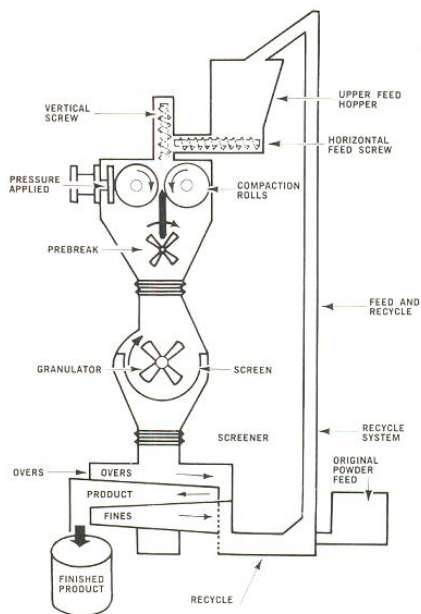 UPPER FEED
HOPPER
VERTICAL
SCREW
HORIZONTAL
FEED SCREW
PRESSURE
APPLIED
COMPACTION
ROLLS
PREBREAK
FEED AND
RECYCLE
GRANULATOR
SCREEN
SCREENER
RECYCLE
SYSTEM
ORIGINAL
POWDER
FEED
OVERS
OVERS
PRODUCT
FINES
FINISHED
PRODUCT
RECYCLE